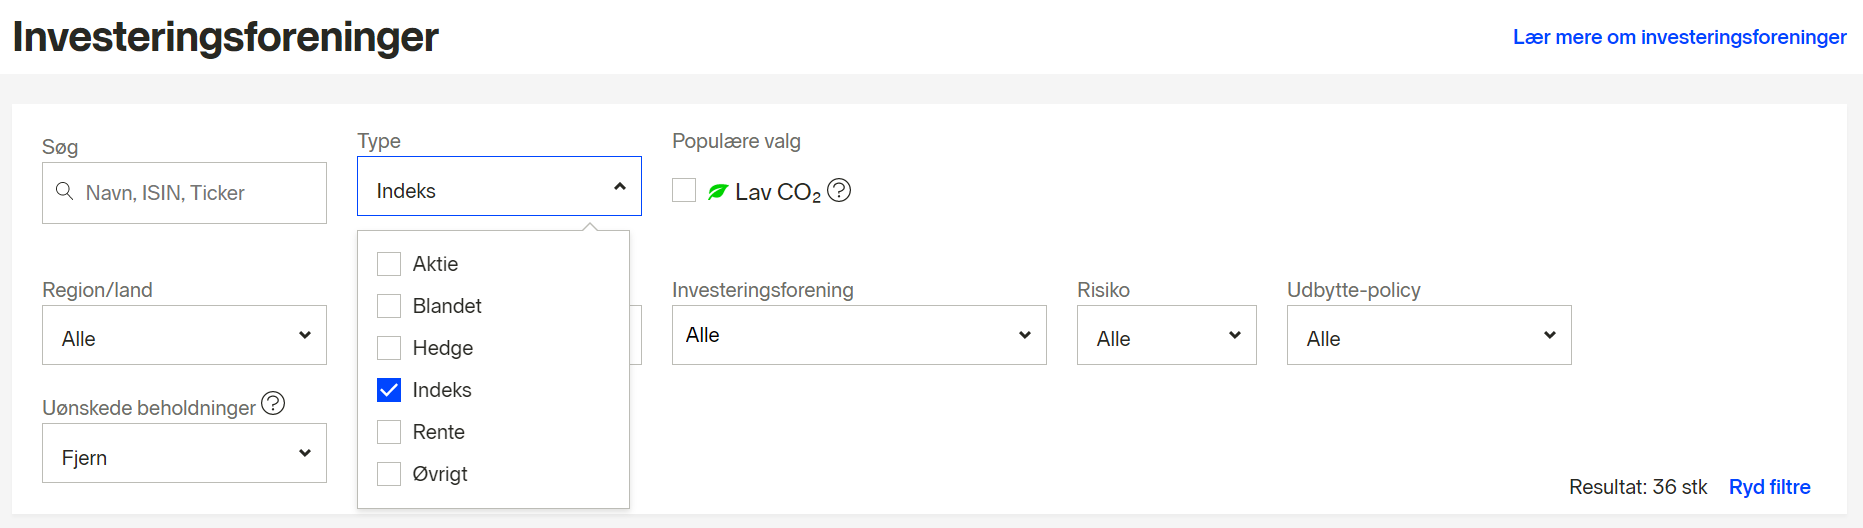 Investeringsforeninger
Lær mere om investeringsforeninger
Søg
Navn, ISIN, Ticker
Type
Indeks
Populære valg
Lav CO₂ ?
Aktie
Blandet
Hedge
Indeks
Rente
Øvrigt
Region/land
Alle
Investeringsforening
Alle
Risiko
Alle
Udbytte-policy
Alle
Uønskede beholdninger ?
Fjern
Resultat: 36 stk
Ryd filtre